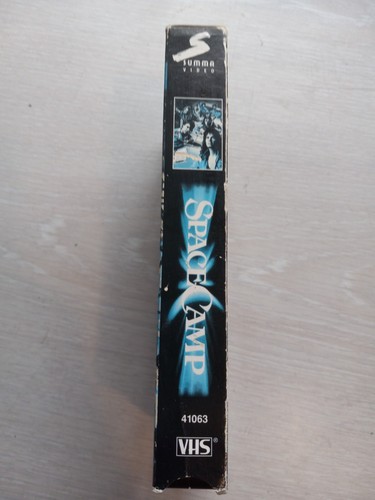 S
SUMMA
VIDEO
SPACECAMP
41063
VHS®